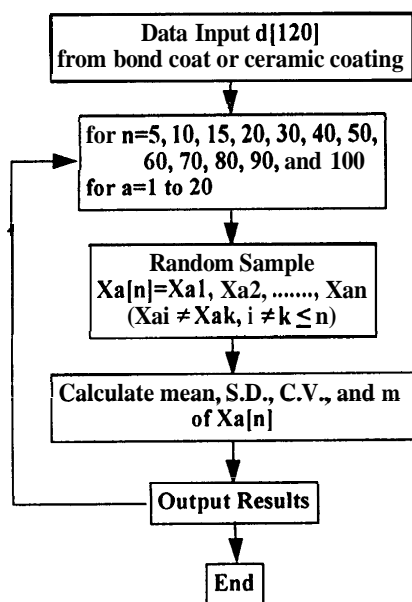 Data Input d[120]
from bond coat or ceramic coating
for n=5, 10, 15, 20, 30, 40, 50,
60, 70, 80, 90, and 100
for a=1 to 20
Random Sample
Xa[n]=Xa1, Xa2, ......., Xan
(Xai ≠ Xak, i ≠ k ≤ n)
Calculate mean, S.D., C.V., and m
of Xa[n]
Output Results
End